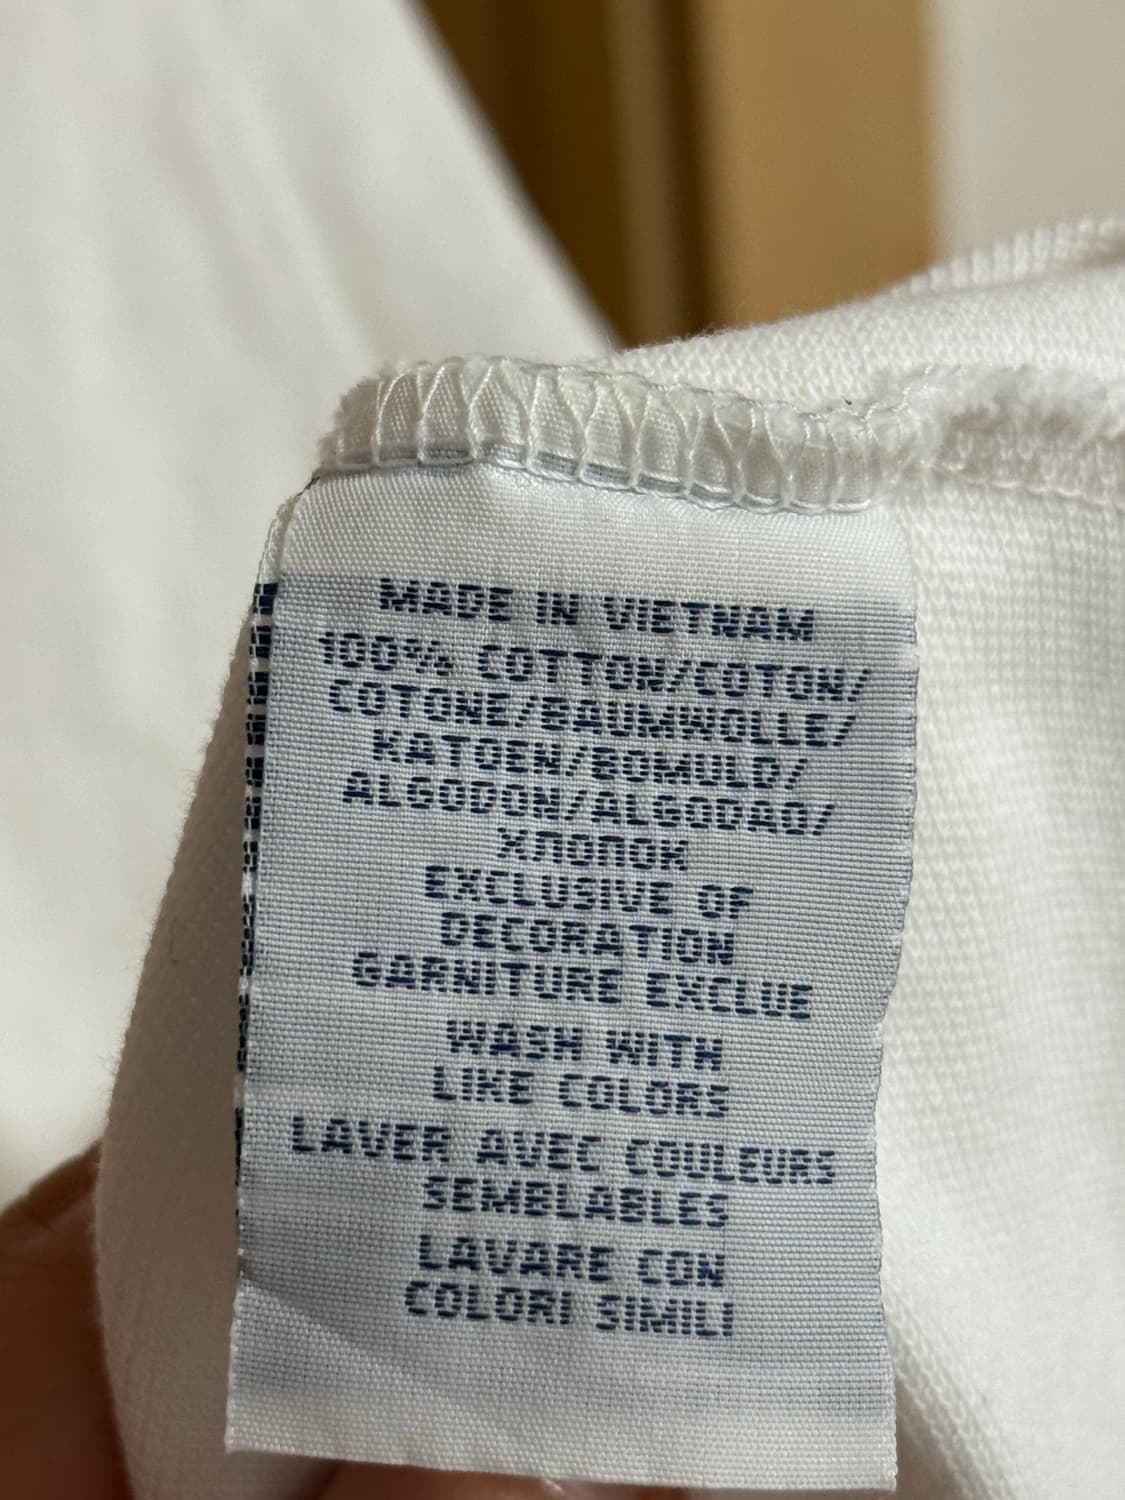 MADE IN VIETNAM
100% COTTON/COTON/
COTONE/BAUMWOLLE/
KATOEN/BOMULD/
ALGODON/ALGODAO/
ХЛОПОК
EXCLUSIVE OF
DECORATION
GARNITURE EXCLUE
WASH WITH
LIKE COLORS
LAVER AVEC COULEURS
SEMBLABLES
LAVARE CON
COLORI SIMILI